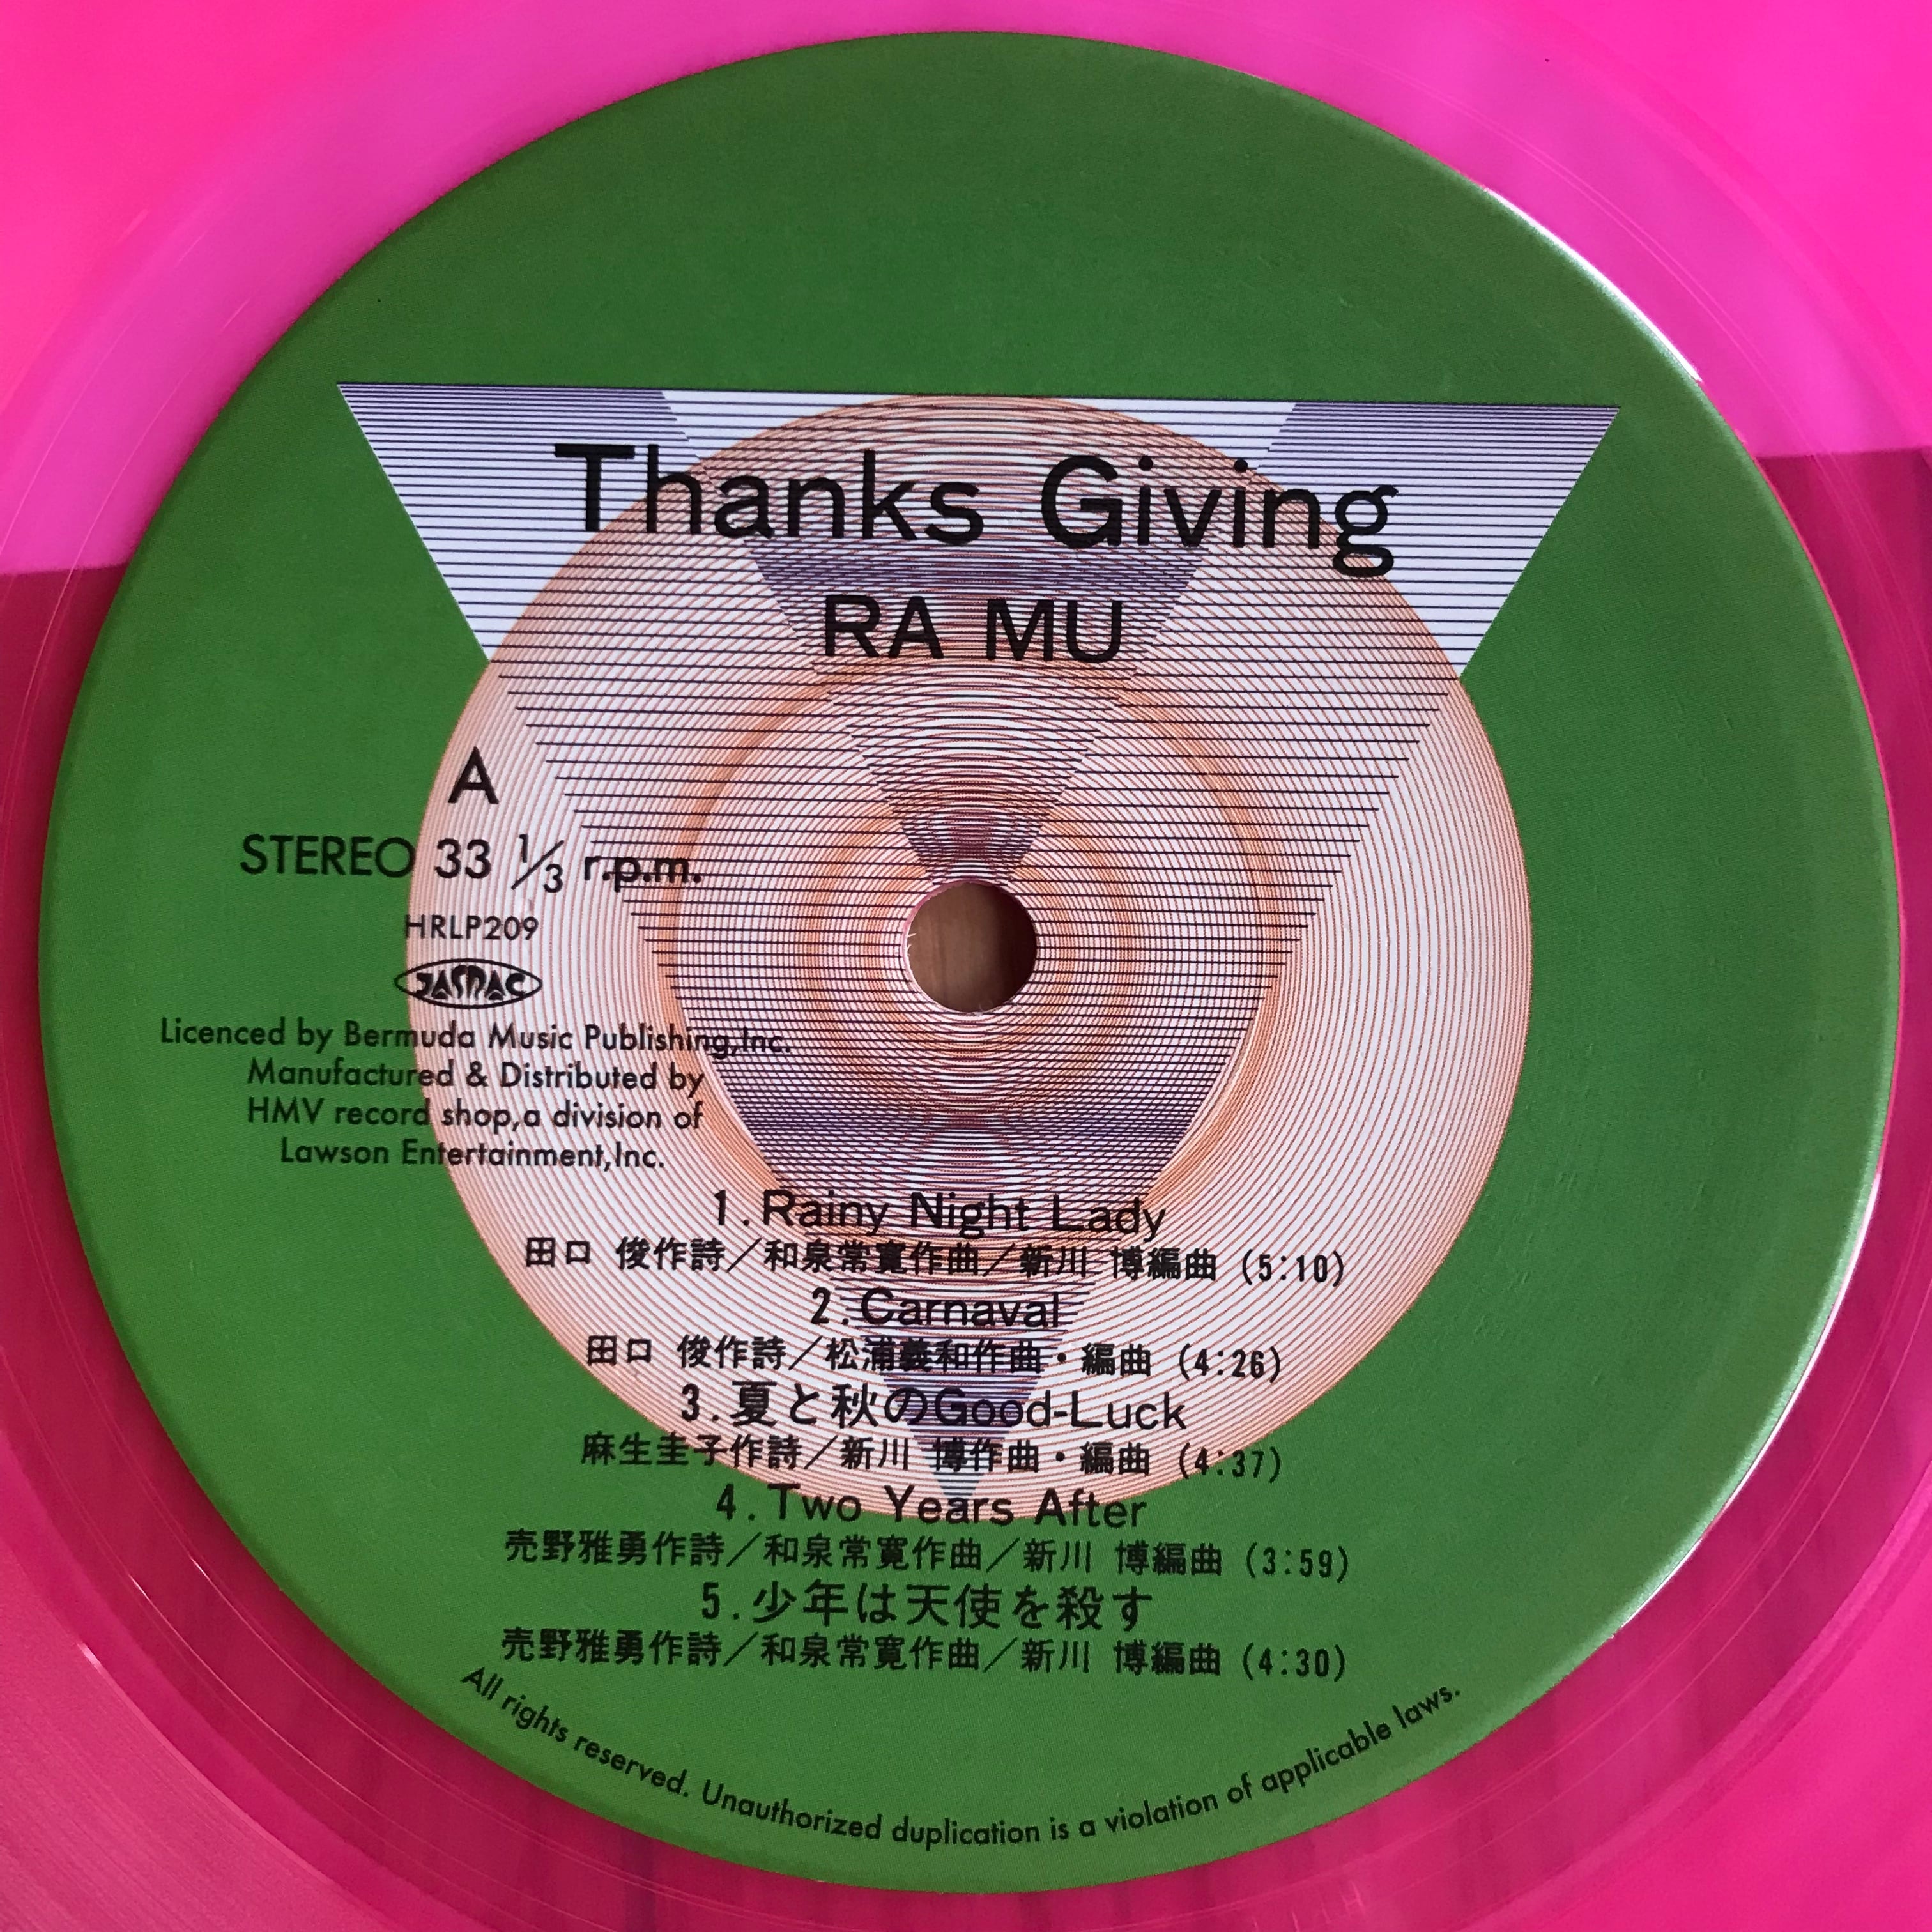 Thanks Giving
RA MU
A
STEREO 33 1/3 r.p.m.
HRLP209
JASRAC
Licenced by Bermuda Music Publishing,Inc.
Manufactured & Distributed by
HMV record shop,a division of
Lawson Entertainment,Inc.
1.Rainy Night Lady
田口 俊作詩／和泉常寛作曲／新川 博編曲 (5:10)
2.Carnaval
田口 俊作詩／松浦義和作曲・編曲 (4:26)
3.夏と秋のGood-Luck
麻生圭子作詩／新川 博作曲・編曲 (4:37)
4.Two Years After
売野雅勇作詩／和泉常寛作曲／新川 博編曲 (3:59)
5.少年は天使を殺す
売野雅勇作詩／和泉常寛作曲／新川 博編曲 (4:30)
All rights reserved. Unauthorized duplication is a violation of applicable laws.